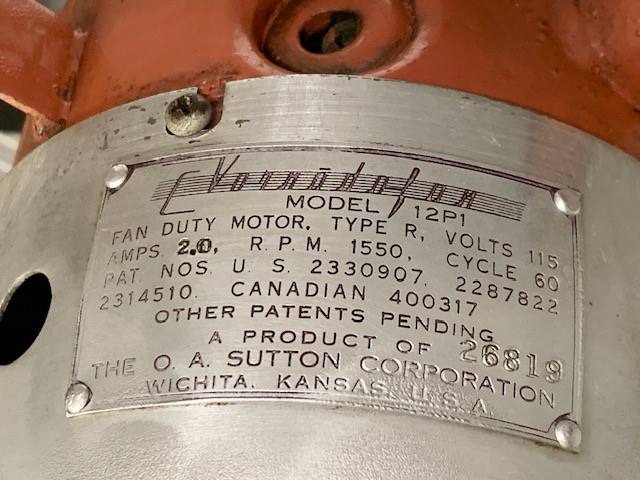 Vornadofan
MODEL 12P1
FAN DUTY MOTOR, TYPE R, VOLTS 115
AMPS 2.0, R.P.M. 1550, CYCLE 60
PAT. NOS. U.S. 2330907, 2287822
2314510. CANADIAN 400317
OTHER PATENTS PENDING
A PRODUCT OF 26819
THE O. A. SUTTON CORPORATION
WICHITA, KANSAS, U.S.A.